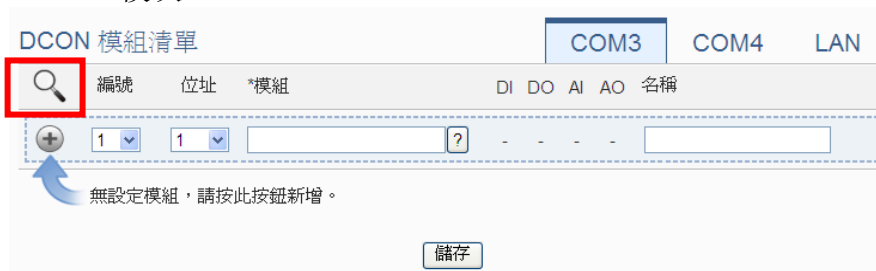 DCON 模組清單 COM3 COM4 LAN
編號 位址 *模組 DI DO AI AO 名稱
1 1 ? - - - -
無設定模組，請按此按鈕新增。
儲存